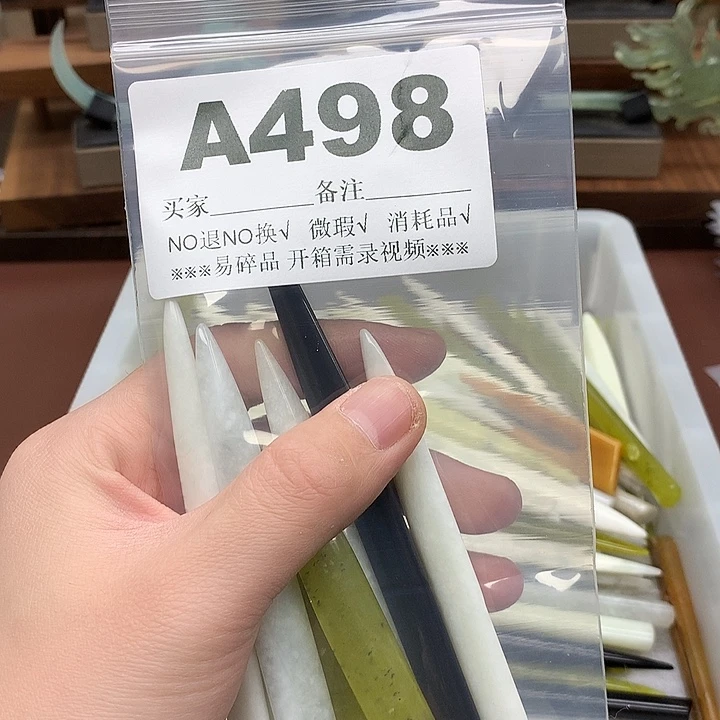 A498
买家________备注________
NO退NO换√ 微瑕√ 消耗品√
※※※易碎品 开箱需录视频※※※